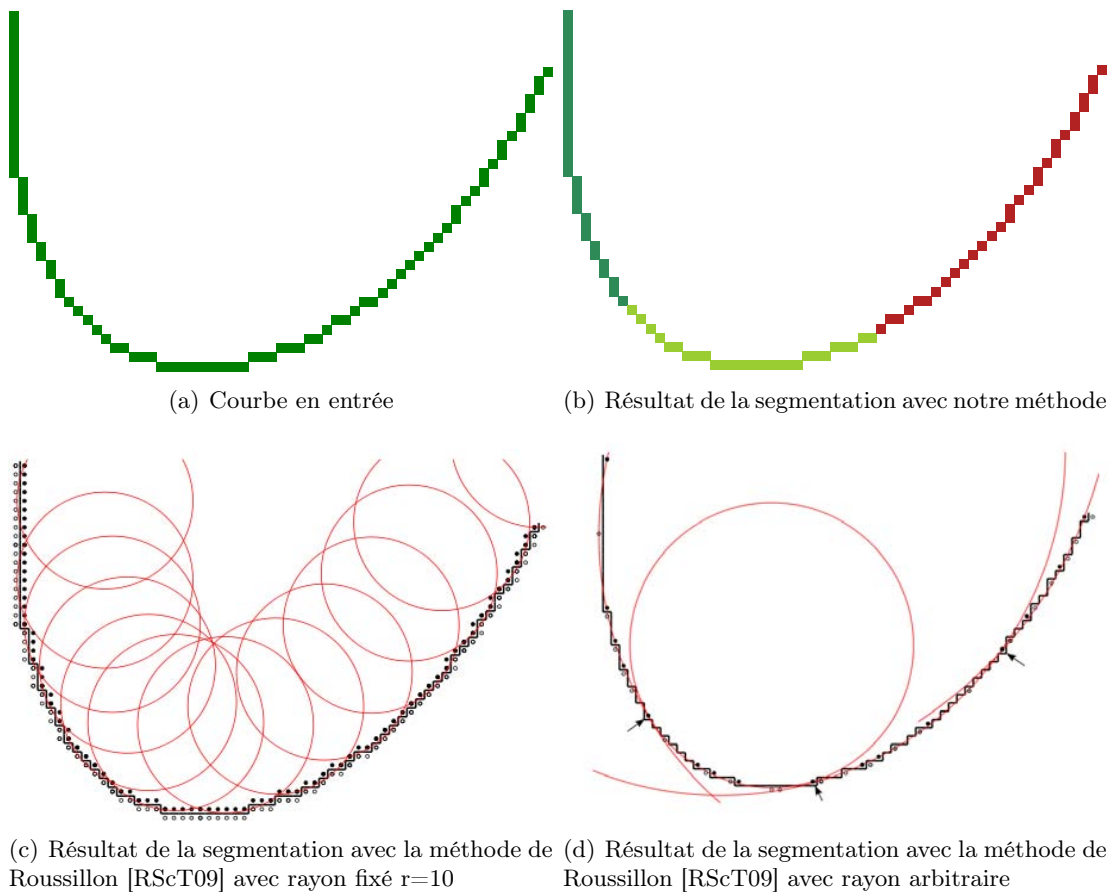 (a) Courbe en entrée
(b) Résultat de la segmentation avec notre méthode
(c) Résultat de la segmentation avec la méthode de
Roussillon [RScT09] avec rayon fixé r=10
(d) Résultat de la segmentation avec la méthode de
Roussillon [RScT09] avec rayon arbitraire